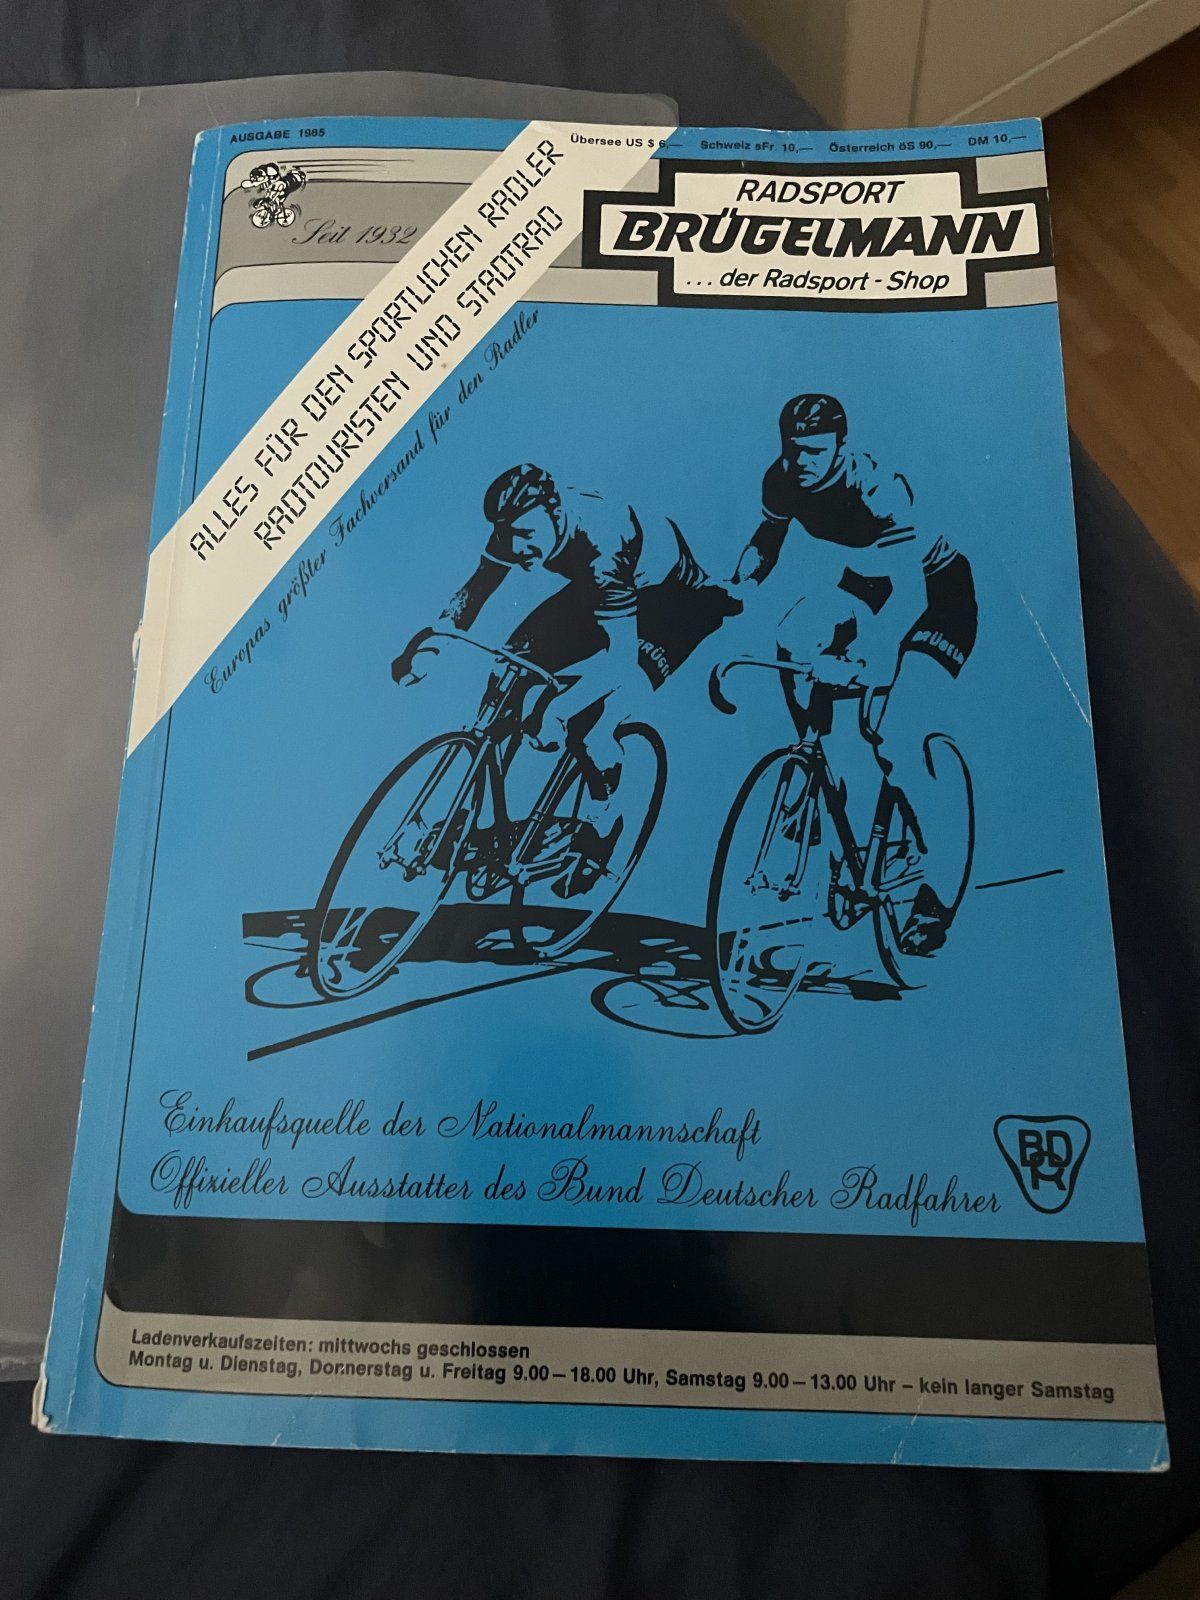 AUSGABE 1985
Übersee US $ 6,— Schweiz sFr. 10,— Österreich öS 90,— DM 10,—
Seit 1932
RADSPORT
BRÜGELMANN
...der Radsport - Shop
ALLES FÜR DEN SPORTLICHEN RADLER
RADTOURISTEN UND STADTRAD
Europas größter Fachversand für den Radler
BRÜGEL
BRÜGELM
Einkaufsquelle der Nationalmannschaft
Offizieller Ausstatter des Bund Deutscher Radfahrer
BDR
Ladenverkaufszeiten: mittwochs geschlossen
Montag u. Dienstag, Donnerstag u. Freitag 9.00 – 18.00 Uhr, Samstag 9.00 – 13.00 Uhr – kein langer Samstag